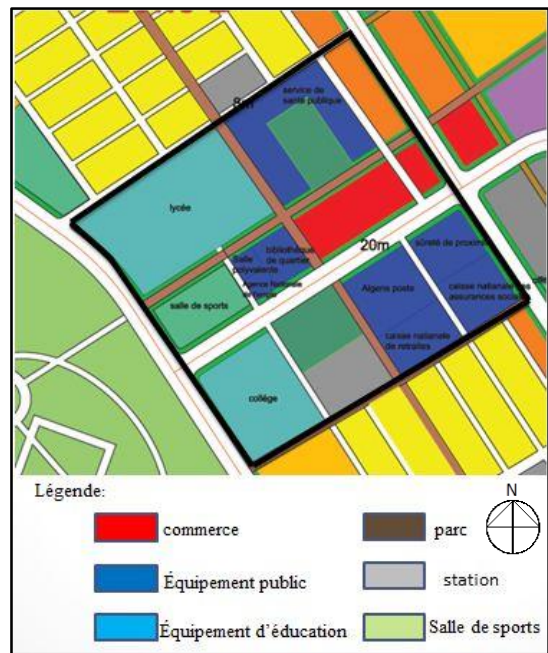 8m
service de
santé publique
lycée
bibliothèque
de quartier
Salle
polyvalente
Agence Nationale
20m
sûreté de proximité
salle de sports
Algérie poste
caisse nationale des
assurances sociales
caisse nationale
de retraites
collège
Légende:
N
commerce
parc
Équipement public
station
Équipement d'éducation
Salle de sports